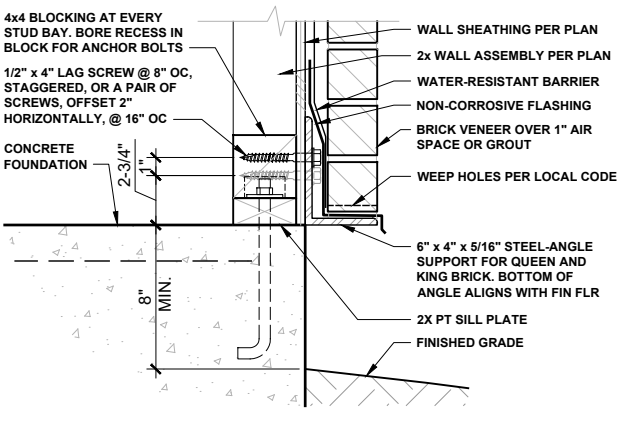 4x4 BLOCKING AT EVERY
STUD BAY. BORE RECESS IN
BLOCK FOR ANCHOR BOLTS
1/2" x 4" LAG SCREW @ 8" OC,
STAGGERED, OR A PAIR OF
SCREWS, OFFSET 2"
HORIZONTALLY, @ 16" OC
CONCRETE
FOUNDATION
2-3/4"
1"
8"
MIN.
WALL SHEATHING PER PLAN
2x WALL ASSEMBLY PER PLAN
WATER-RESISTANT BARRIER
NON-CORROSIVE FLASHING
BRICK VENEER OVER 1" AIR
SPACE OR GROUT
WEEP HOLES PER LOCAL CODE
6" x 4" x 5/16" STEEL-ANGLE
SUPPORT FOR QUEEN AND
KING BRICK. BOTTOM OF
ANGLE ALIGNS WITH FIN FLR
2X PT SILL PLATE
FINISHED GRADE